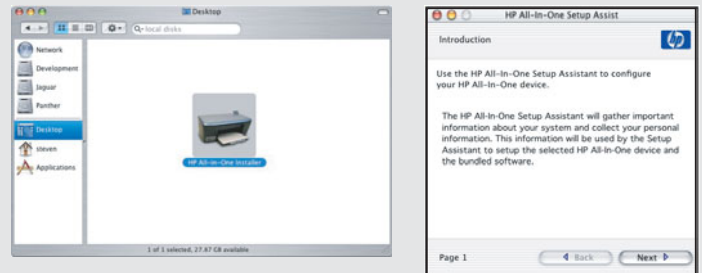 Desktop
local disks
Network
Development
Jaguar
Panther
Desktop
steven
Applications
HP All-in-One Installer
1 of 1 selected, 27.87 GB available
HP All-In-One Setup Assist
Introduction
hp
Use the HP All-In-One Setup Assistant to configure
your HP All-In-One device.
The HP All-In-One Setup Assistant will gather important
information about your system and collect your personal
information. This information will be used by the Setup
Assistant to setup the selected HP All-In-One device and
the bundled software.
Page 1
Back
Next